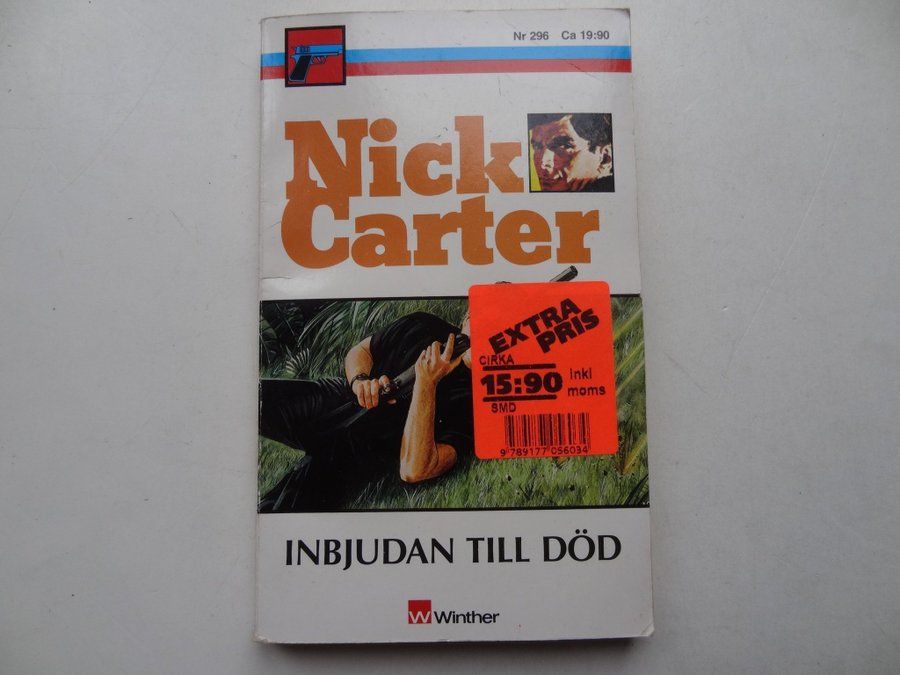 Nr 296 Ca 19:90
Nick
Carter
EXTRA
PRIS
CIRKA
15:90 inkl
moms
SMD
9 789177 056034
INBJUDAN TILL DÖD
W Winther